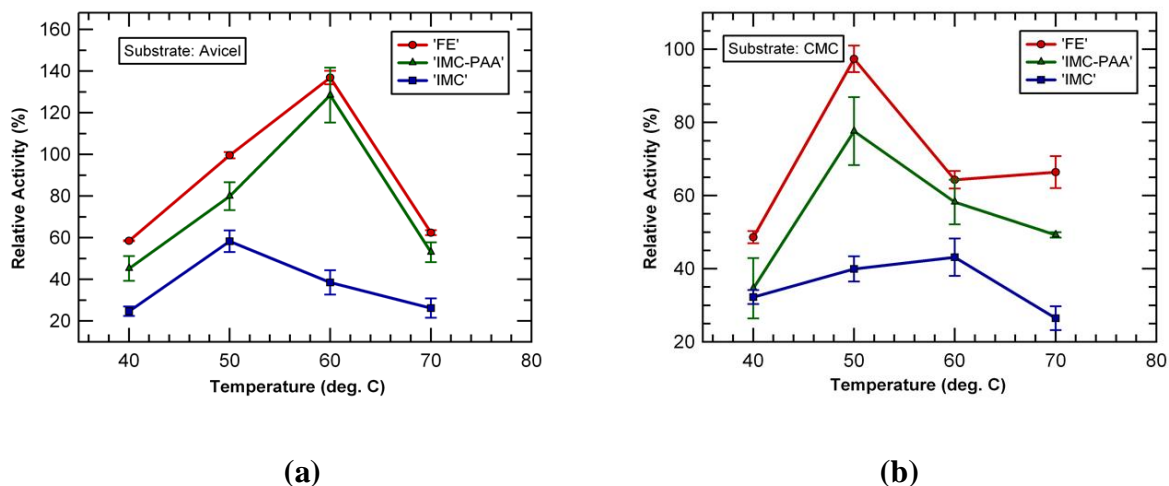 160
140
120
100
80
60
40
20
Relative Activity (%)
Substrate: Avicel
'FE'
'IMC-PAA'
'IMC'
40 50 60 70 80
Temperature (deg. C)
(a)
100
80
60
40
20
Relative Activity (%)
Substrate: CMC
'FE'
'IMC-PAA'
'IMC'
40 50 60 70 80
Temperature (deg. C)
(b)